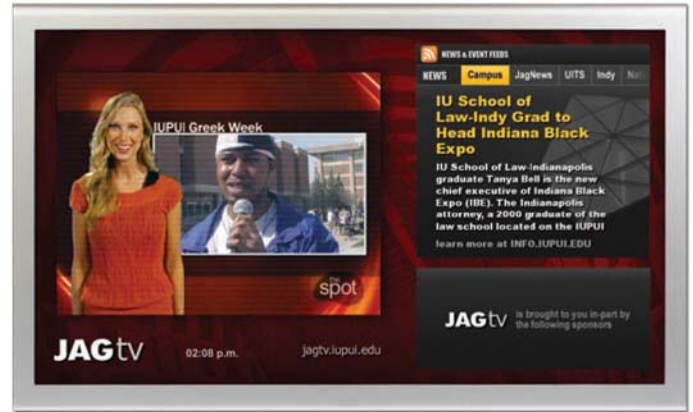 IUPUI Greek Week
the spot
JAGtv
02:08 p.m.
jagtv.iupui.edu
NEWS & EVENT FEEDS
NEWS Campus JagNews UITS Indy
IU School of
Law-Indy Grad to
Head Indiana Black
Expo
IU School of Law-Indianapolis
graduate Tanya Bell is the new
chief executive of Indiana Black
Expo (IBE). The Indianapolis
attorney, a 2000 graduate of the
law school located on the IUPUI
learn more at INFO.IUPUI.EDU
JAGtv is brought to you in-part by
the following sponsors